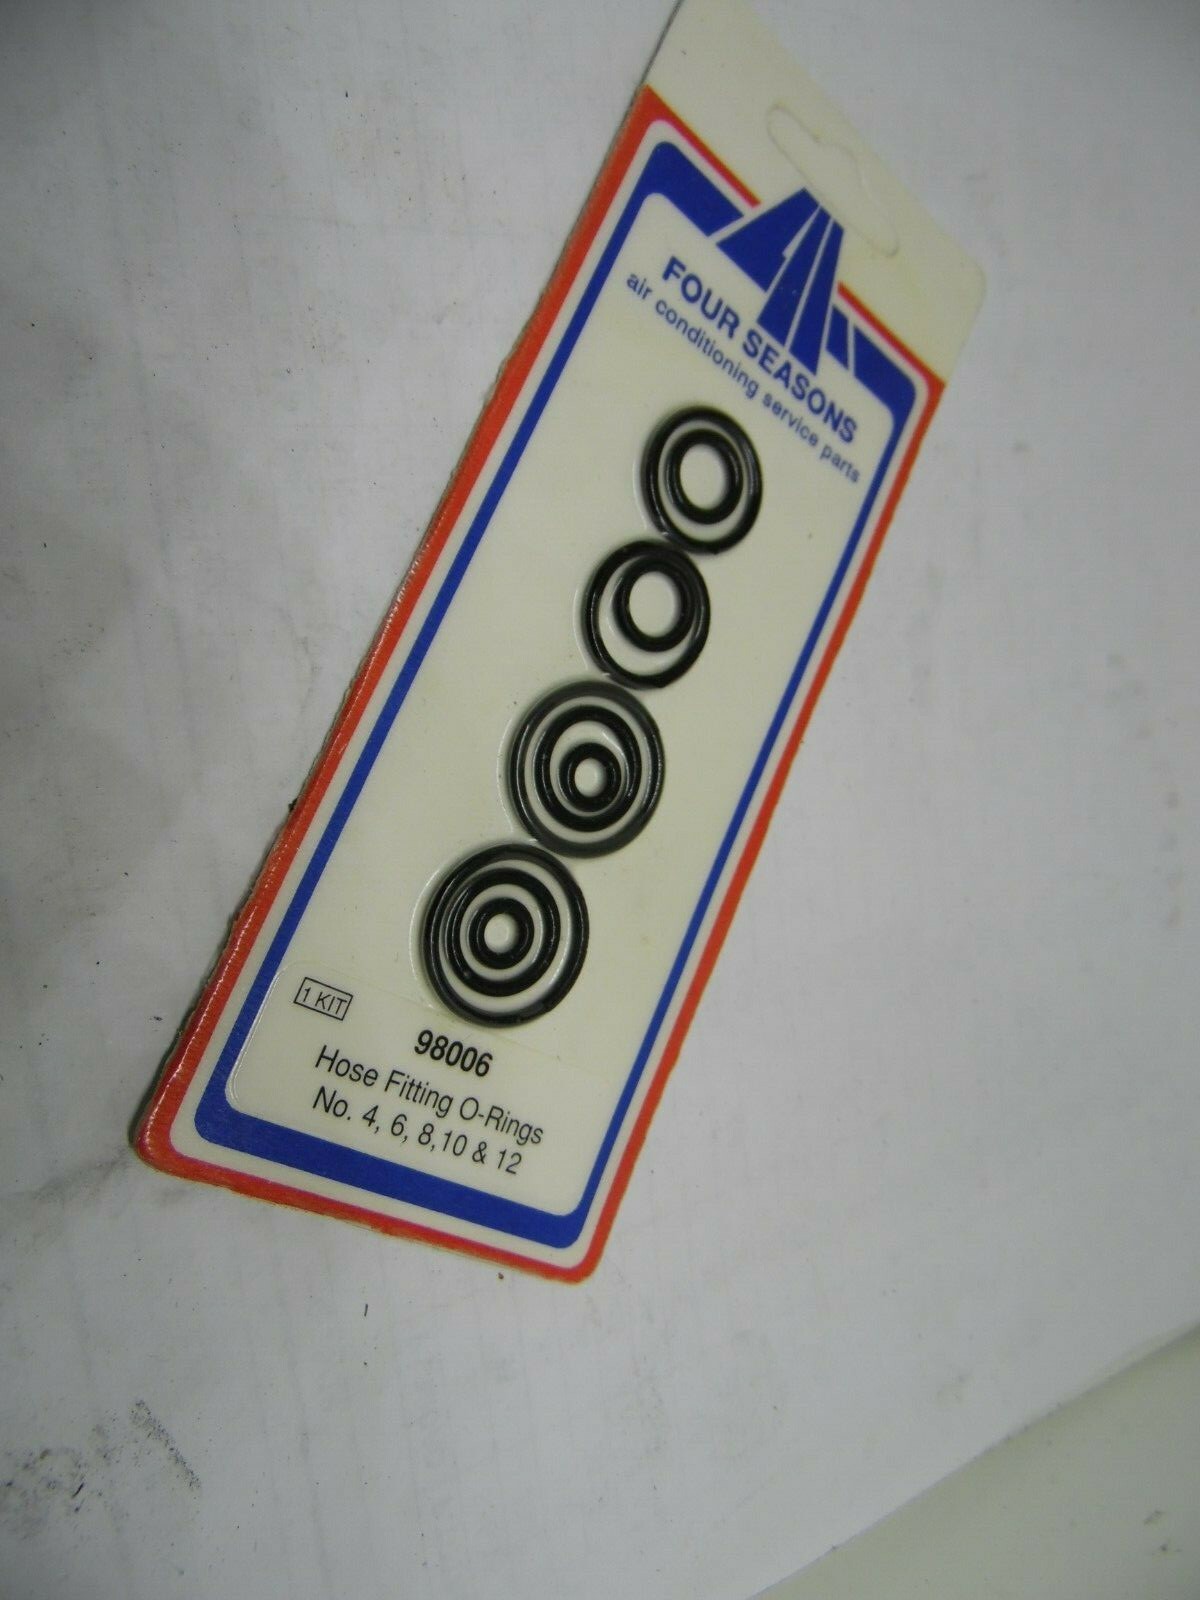 FOUR SEASONS
air conditioning service parts
1 KIT
98006
Hose Fitting O-Rings
No. 4, 6, 8,10 & 12